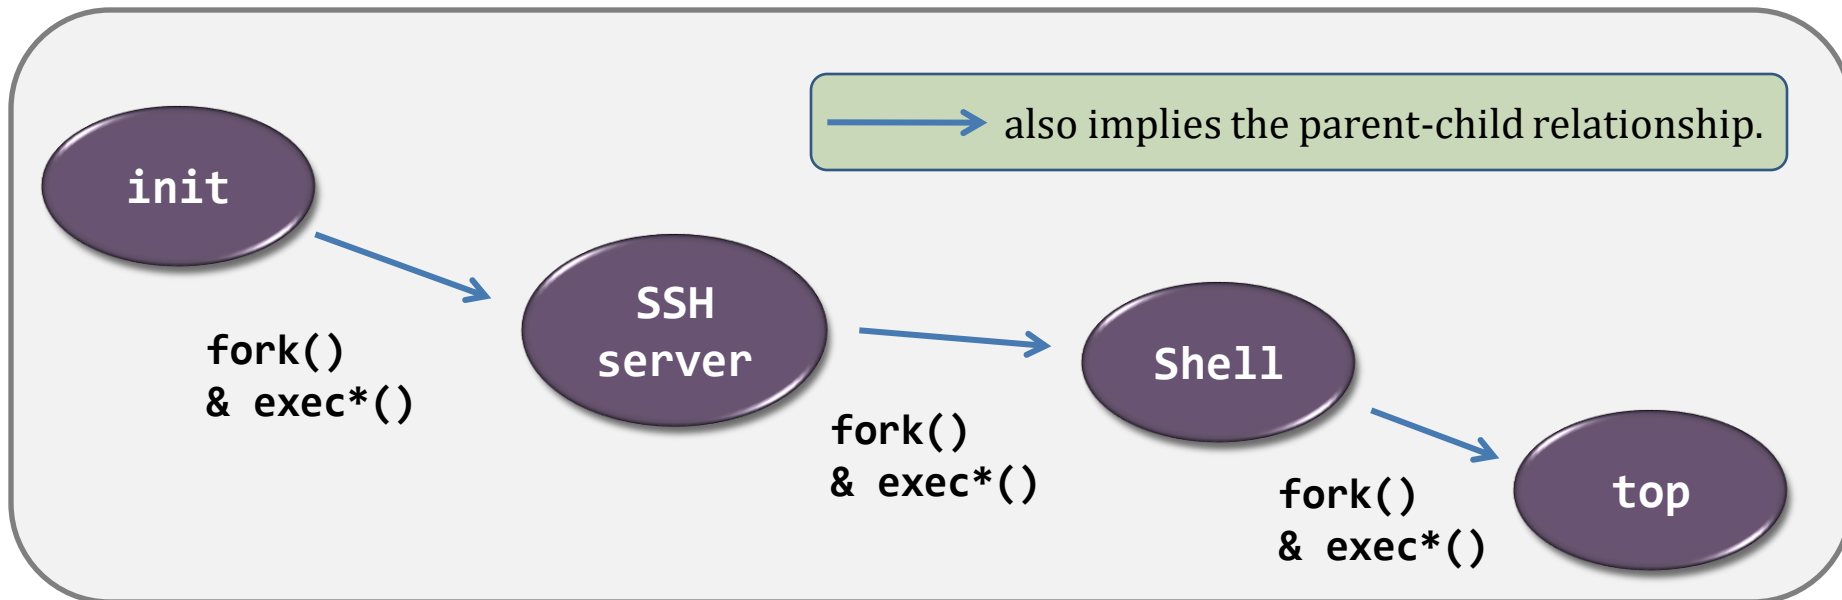 also implies the parent-child relationship.
init
SSH
server
fork()
& exec*()
Shell
fork()
& exec*()
top
fork()
& exec*()